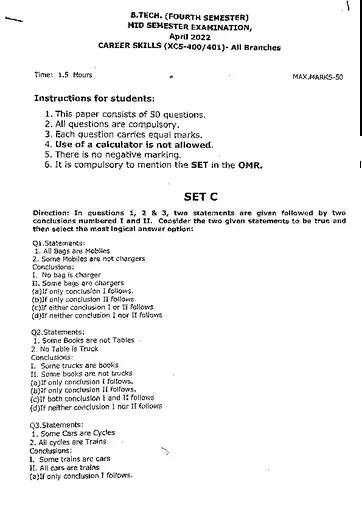 B.TECH. (FOURTH SEMESTER)
MID SEMESTER EXAMINATION,
April 2022
CAREER SKILLS (XCS-400/401)- All Branches
Time: 1.5 Hours
MAX.MARKS-50
Instructions for students:
1. This paper consists of 50 questions.
2. All questions are compulsory.
3. Each question carries equal marks.
4. Use of a calculator is not allowed.
5. There is no negative marking.
6. It is compulsory to mention the SET in the OMR.
SET C
Direction: In questions 1, 2 & 3, two statements are given followed by two
conclusions numbered I and II. Consider the two given statements to be true and
then select the most logical answer option:
Q1.Statements:
1. All Bags are Mobiles
2. Some Mobiles are not chargers
Conclusions:
I. No bag is charger
II. Some bags are chargers
(a)If only conclusion I follows.
(b)If only conclusion II follows.
(c)If either conclusion I or II follows
(d)If neither conclusion I nor II follows
Q2.Statements:
1. Some Books are not Tables
2. No Table is Truck
Conclusions:
I. Some trucks are books
II. Some books are not trucks
(a)If only conclusion I follows.
(b)If only conclusion II follows.
(c)If both conclusion I and II follows
(d)If neither conclusion I nor II follows
Q3.Statements:
1. Some Cars are Cycles
2. All cycles are Trains
Conclusions:
I. Some trains are cars
II. All cars are trains
(a)If only conclusion I follows.